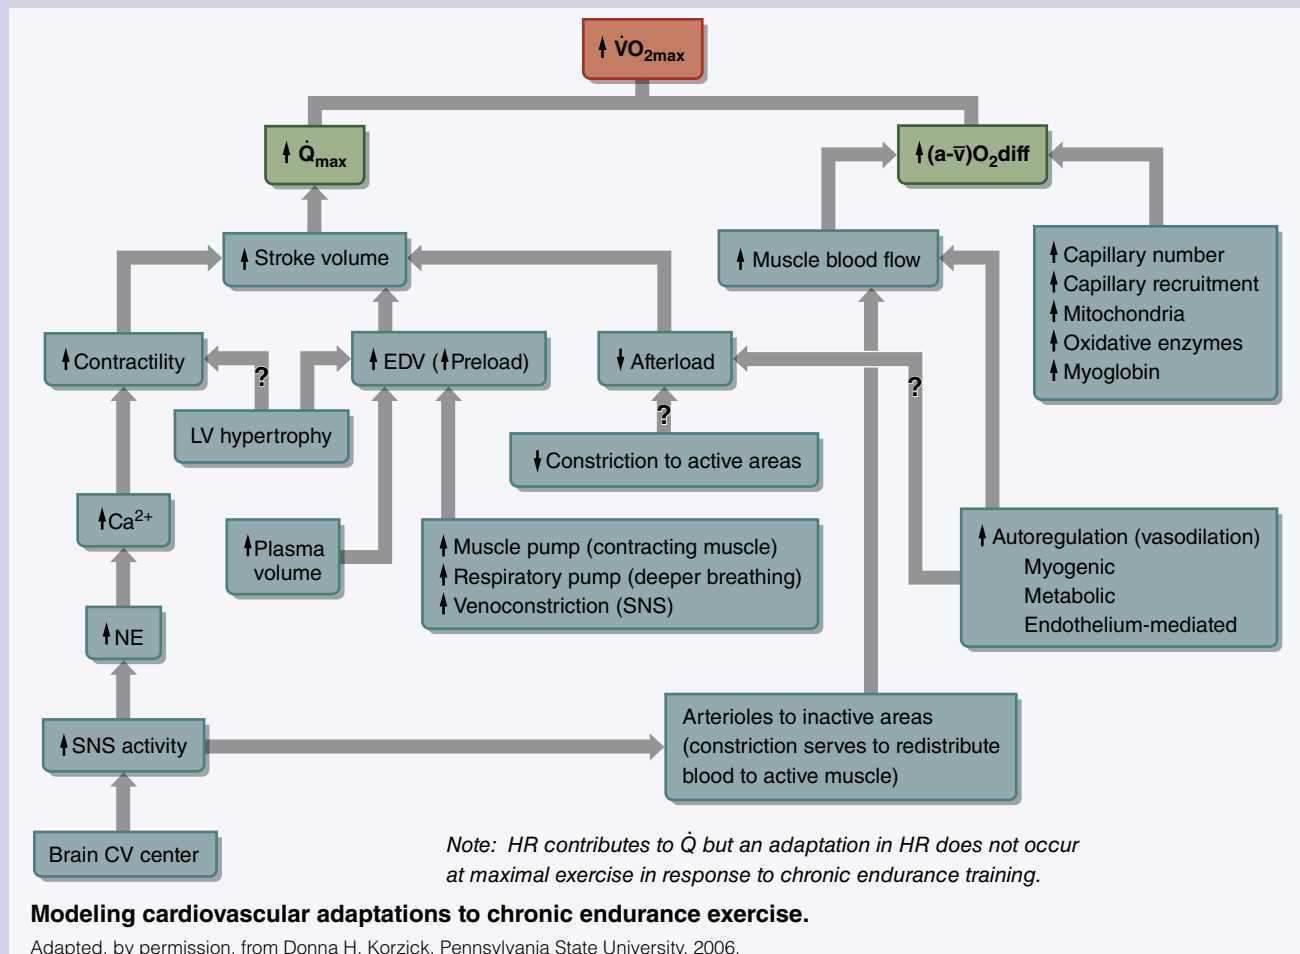 ↑ V̇O₂max
↑ Q̇max
↑ (a-v̅)O₂diff
↑ Stroke volume
↑ Muscle blood flow
↑ Capillary number
↑ Capillary recruitment
↑ Mitochondria
↑ Oxidative enzymes
↑ Myoglobin
↑ Contractility
?
↑ EDV (↑Preload)
↓ Afterload
?
?
LV hypertrophy
↓ Constriction to active areas
↑ Ca²⁺
↑ Plasma
volume
↑ Muscle pump (contracting muscle)
↑ Respiratory pump (deeper breathing)
↑ Venoconstriction (SNS)
↑ Autoregulation (vasodilation)
Myogenic
Metabolic
Endothelium-mediated
↑ NE
↑ SNS activity
Arterioles to inactive areas
(constriction serves to redistribute
blood to active muscle)
Brain CV center
Note: HR contributes to Q̇ but an adaptation in HR does not occur
at maximal exercise in response to chronic endurance training.
Modeling cardiovascular adaptations to chronic endurance exercise.
Adapted, by permission, from Donna H. Korzick, Pennsylvania State University, 2006.